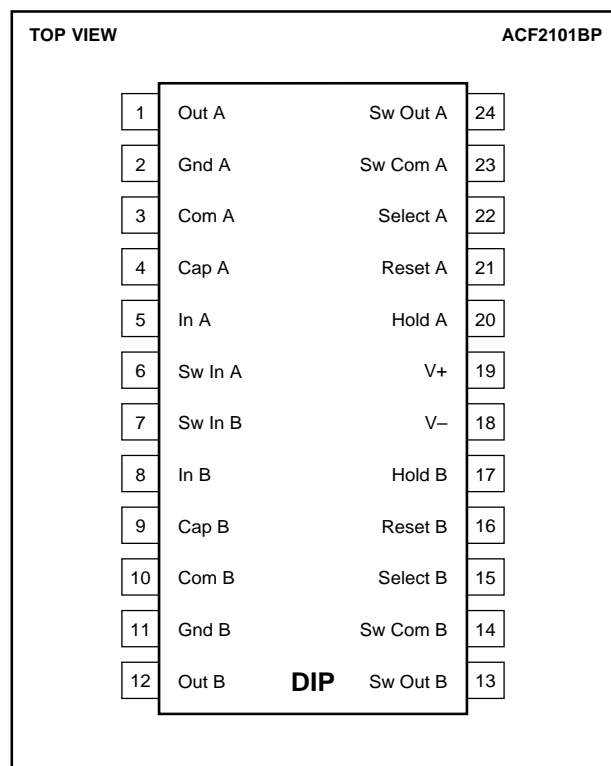 TOP VIEW ACF2101BP
1 Out A Sw Out A 24
2 Gnd A Sw Com A 23
3 Com A Select A 22
4 Cap A Reset A 21
5 In A Hold A 20
6 Sw In A V+ 19
7 Sw In B V– 18
8 In B Hold B 17
9 Cap B Reset B 16
10 Com B Select B 15
11 Gnd B Sw Com B 14
12 Out B DIP Sw Out B 13